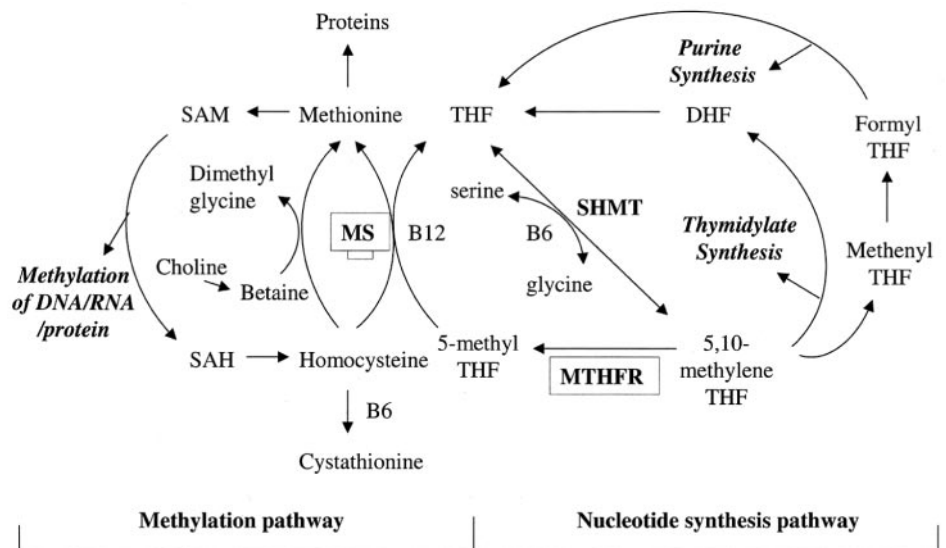 Proteins
Purine
Synthesis
SAM
Methionine
THF
DHF
Formyl
THF
Dimethyl
glycine
serine
SHMT
MS
B12
B6
Thymidylate
Synthesis
Methenyl
THF
Choline
Betaine
glycine
Methylation
of DNA/RNA
/protein
SAH
Homocysteine
5-methyl
THF
MTHFR
5,10-
methylene
THF
B6
Cystathionine
Methylation pathway
Nucleotide synthesis pathway